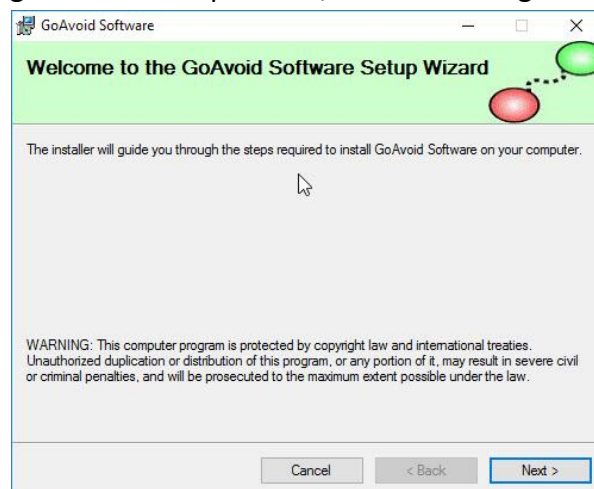 GoAvoid Software
Welcome to the GoAvoid Software Setup Wizard
The installer will guide you through the steps required to install GoAvoid Software on your computer.
WARNING: This computer program is protected by copyright law and international treaties.
Unauthorized duplication or distribution of this program, or any portion of it, may result in severe civil
or criminal penalties, and will be prosecuted to the maximum extent possible under the law.
Cancel < Back Next >